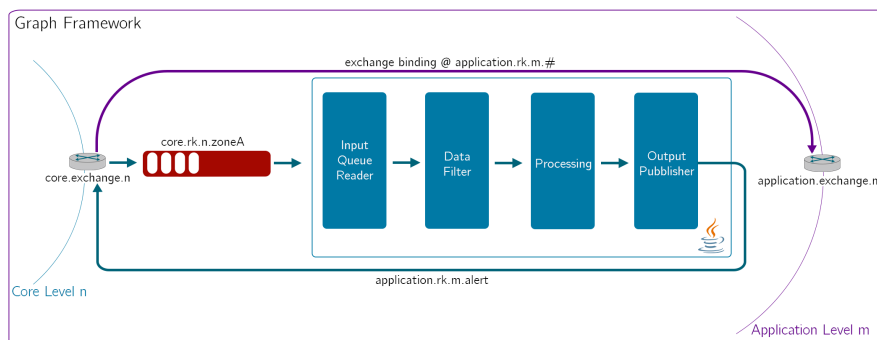 Graph Framework
exchange binding @ application.rk.m.#
core.rk.n.zoneA
core.exchange.n
Input
Queue
Reader
Data
Filter
Processing
Output
Pubblisher
application.exchange.n
application.rk.m.alert
Core Level n
Application Level m